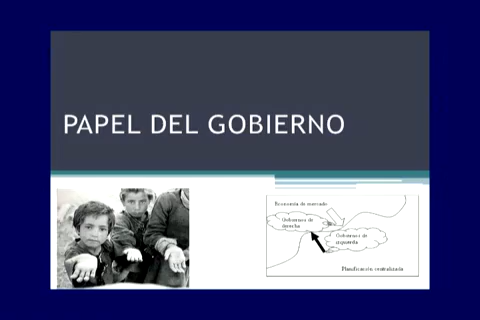 PAPEL DEL GOBIERNO
Economía de mercado
Gobiernos de
derecha
Gobiernos de
izquierda
Planificación centralizada